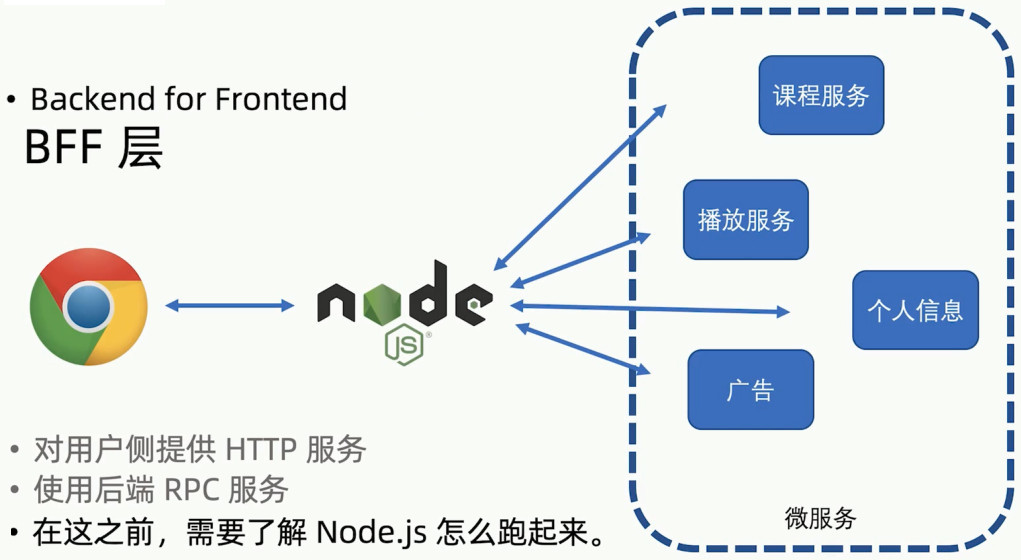 • Backend for Frontend
BFF 层
课程服务
播放服务
个人信息
node
JS®
广告
• 对用户侧提供 HTTP 服务
• 使用后端 RPC 服务
• 在这之前，需要了解 Node.js 怎么跑起来。
微服务